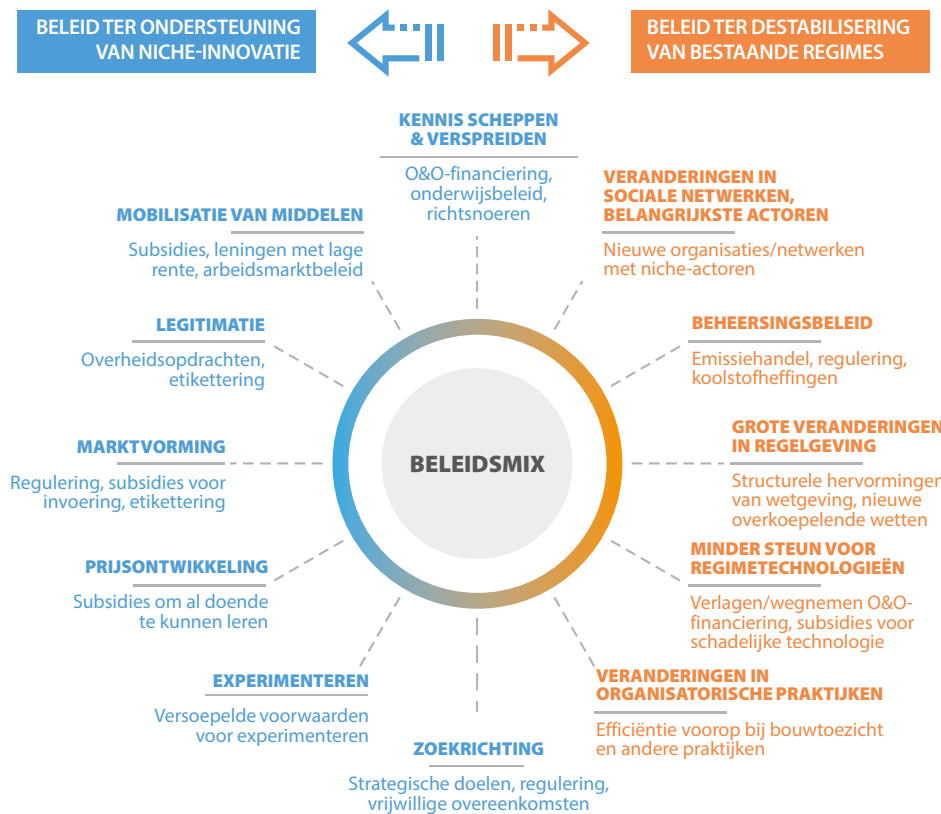 BELEID TER ONDERSTEUNING
VAN NICHE-INNOVATIE
BELEID TER DESTABILISERING
VAN BESTAANDE REGIMES
KENNIS SCHEPPEN
& VERSPREIDEN
O&O-financiering,
onderwijsbeleid,
richtsnoeren
MOBILISATIE VAN MIDDELEN
Subsidies, leningen met lage
rente, arbeidsmarktbeleid
LEGITIMATIE
Overheidsopdrachten,
etikettering
MARKTVORMING
Regulering, subsidies voor
invoering, etikettering
PRIJSONTWIKKELING
Subsidies om al doende
te kunnen leren
EXPERIMENTEREN
Versoepelde voorwaarden
voor experimenteren
ZOEKRICHTING
Strategische doelen, regulering,
vrijwillige overeenkomsten
BELEIDSMIX
VERANDERINGEN IN
SOCIALE NETWERKEN,
BELANGRIJKSTE ACTOREN
Nieuwe organisaties/netwerken
met niche-actoren
BEHEERSINGSBELEID
Emissiehandel, regulering,
koolstofheffingen
GROTE VERANDERINGEN
IN REGELGEVING
Structurele hervormingen
van wetgeving, nieuwe
overkoepelende wetten
MINDER STEUN VOOR
REGIMETECHNOLOGIEËN
Verlagen/wegnemen O&O-
financiering, subsidies voor
schadelijke technologie
VERANDERINGEN IN
ORGANISATORISCHE PRAKTIJKEN
Efficiëntie voorop bij bouwtoezicht
en andere praktijken